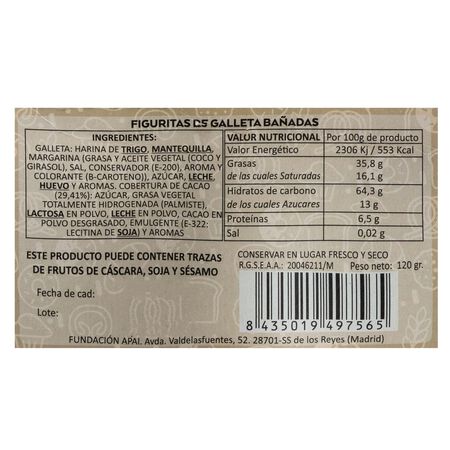 FIGURITAS DE GALLETA BAÑADAS
INGREDIENTES:
GALLETA: HARINA DE TRIGO, MANTEQUILLA,
MARGARINA (GRASA Y ACEITE VEGETAL (COCO Y
GIRASOL), SAL, CONSERVADOR (E-200), AROMA Y
COLORANTE (B-CAROTENO)), AZÚCAR, LECHE,
HUEVO Y AROMAS. COBERTURA DE CACAO
(29,41%): AZÚCAR, GRASA VEGETAL
TOTALMENTE HIDROGENADA (PALMISTE),
LACTOSA EN POLVO, LECHE EN POLVO, CACAO EN
POLVO DESGRASADO, EMULGENTE (E-322:
LECITINA DE SOJA) Y AROMAS
VALOR NUTRICIONAL Por 100g de producto
Valor Energético 2306 Kj / 553 Kcal
Grasas 35,8 g
de las cuales Saturadas 16,1 g
Hidratos de carbono 64,3 g
de los cuales Azucares 13 g
Proteínas 6,5 g
Sal 0,02 g
ESTE PRODUCTO PUEDE CONTENER TRAZAS
DE FRUTOS DE CÁSCARA, SOJA Y SÉSAMO
Fecha de cad:
Lote:
CONSERVAR EN LUGAR FRESCO Y SECO
R.G.S.E.A.A.: 20046211/M Peso neto: 120 gr.
8 435019 497565
FUNDACIÓN APAI. Avda. Valdelasfuentes, 52. 28701-SS de los Reyes (Madrid)